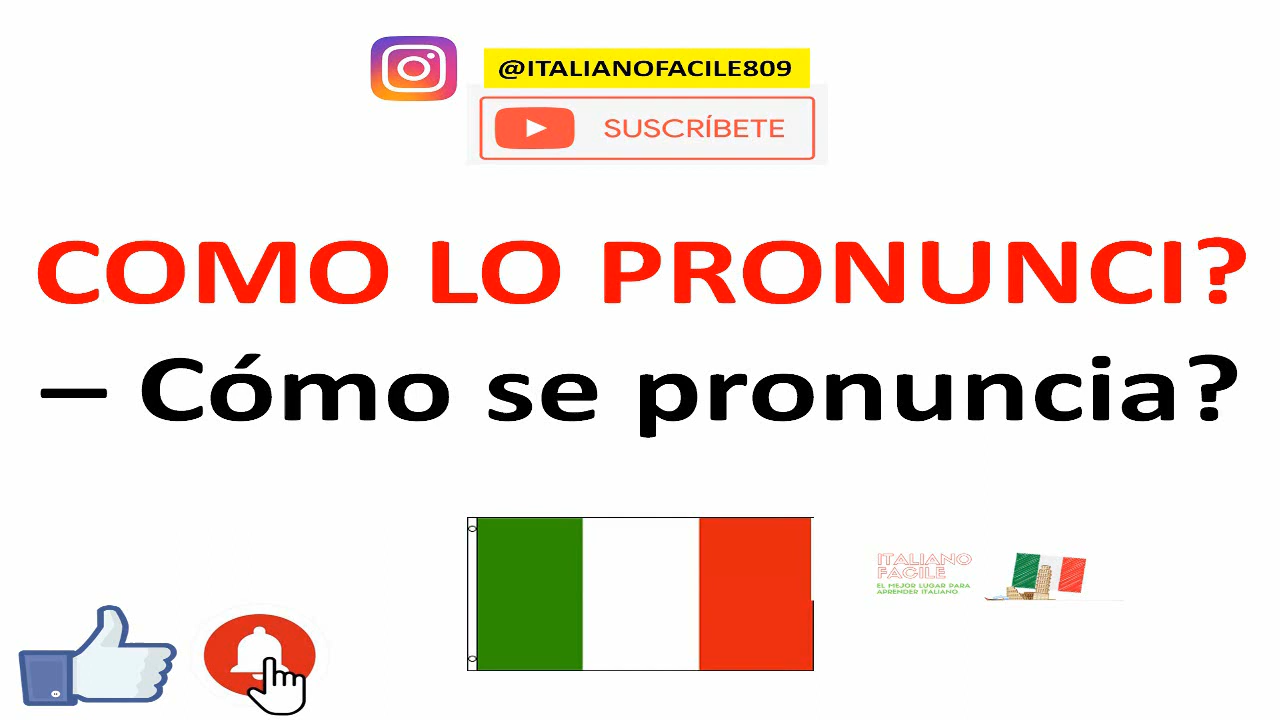 @ITALIANOFACILE809
SUSCRÍBETE
COMO LO PRONUNCI?
– Cómo se pronuncia?
ITALIANO
FACILE
EL MEJOR LUGAR PARA
APRENDER ITALIANO